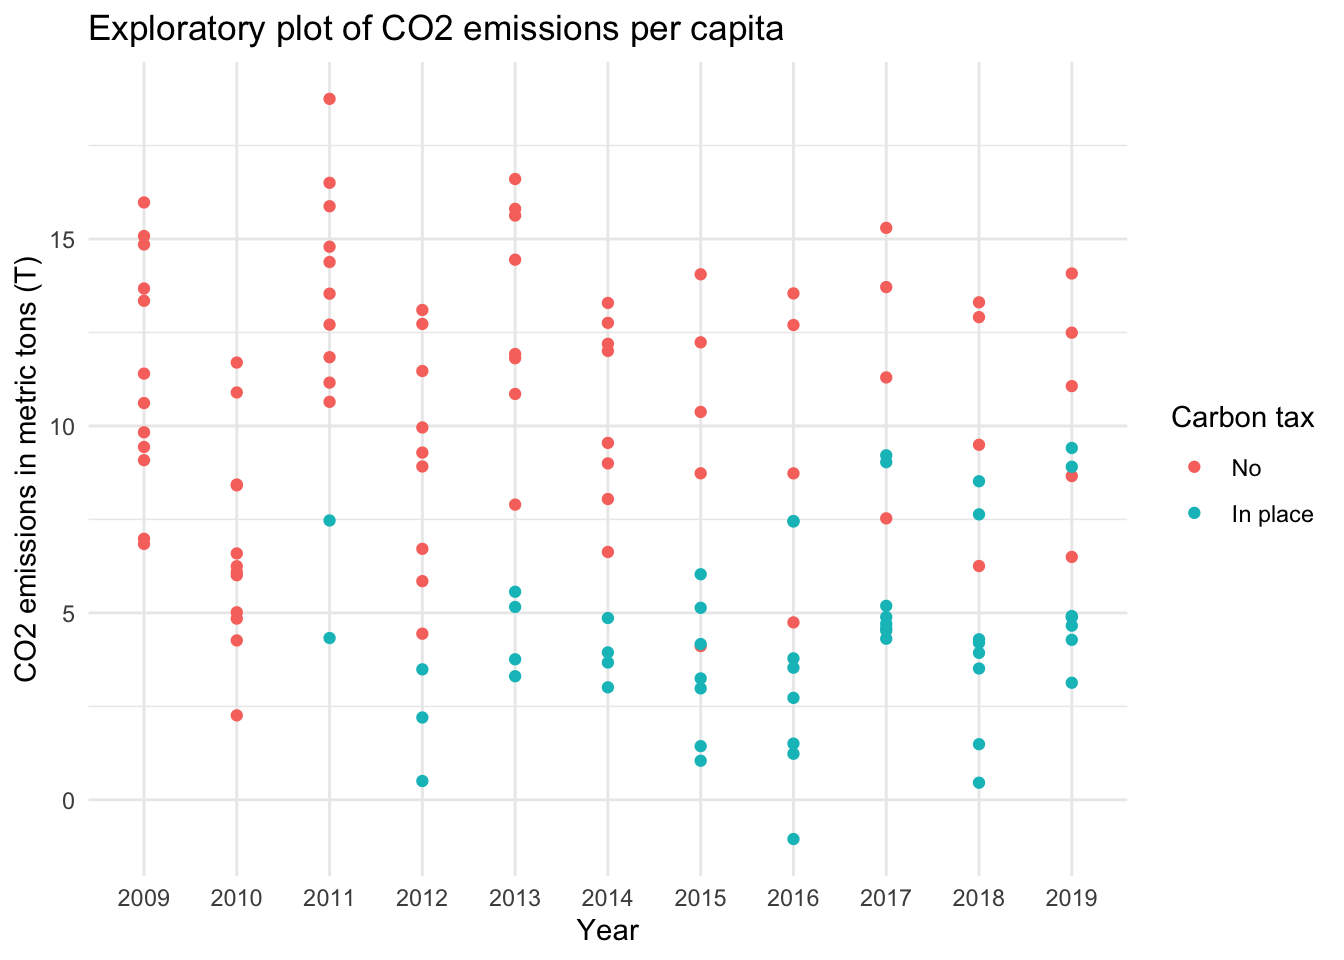 Exploratory plot of CO2 emissions per capita
CO2 emissions in metric tons (T)
15
10
5
0
2009 2010 2011 2012 2013 2014 2015 2016 2017 2018 2019
Year
Carbon tax
No
In place